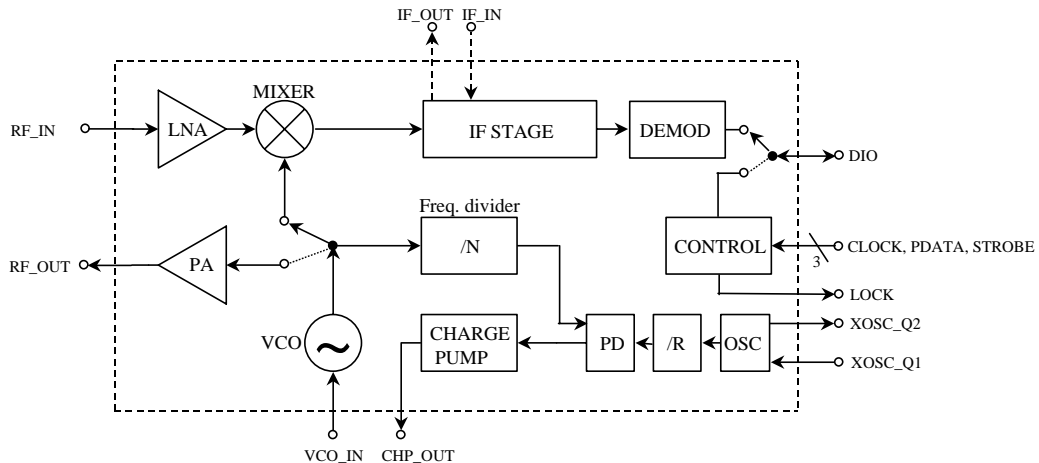 IF_OUT IF_IN
MIXER
RF_IN
LNA
IF STAGE
DEMOD
DIO
Freq. divider
/N
CONTROL
3
CLOCK, PDATA, STROBE
RF_OUT
PA
LOCK
VCO
~
CHARGE
PUMP
PD
/R
OSC
XOSC_Q2
XOSC_Q1
VCO_IN
CHP_OUT